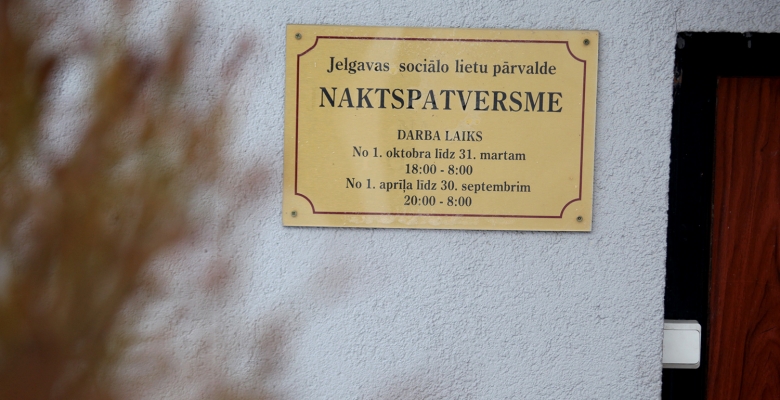 Jelgavas sociālo lietu pārvalde
NAKTSPATVERSME
DARBA LAIKS
No 1. oktobra līdz 31. martam
18:00 - 8:00
No 1. aprīļa līdz 30. septembrim
20:00 - 8:00